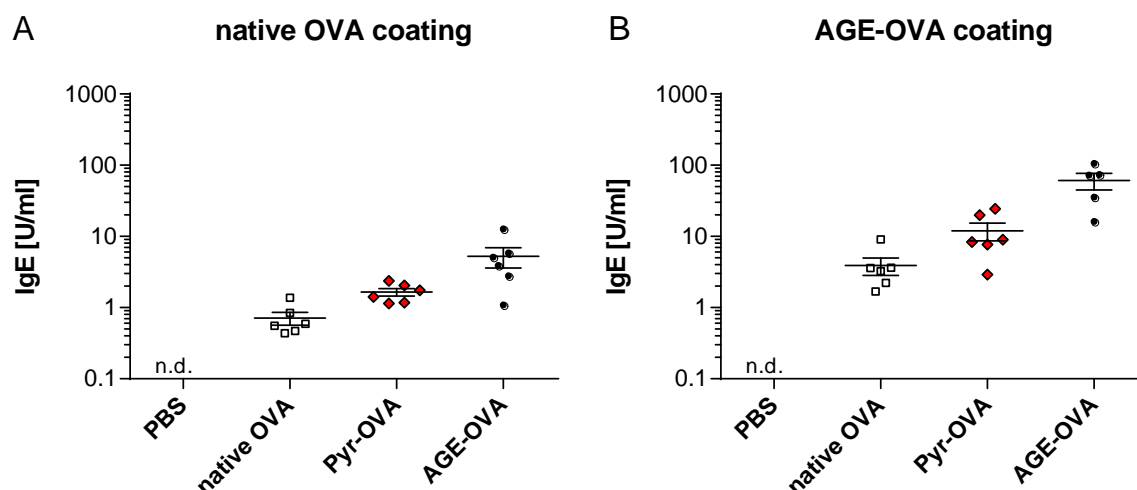 A native OVA coating
1000
100
10
1
0.1
IgE [U/ml]
n.d.
PBS
native OVA
Pyr-OVA
AGE-OVA
B AGE-OVA coating
1000
100
10
1
0.1
IgE [U/ml]
n.d.
PBS
native OVA
Pyr-OVA
AGE-OVA